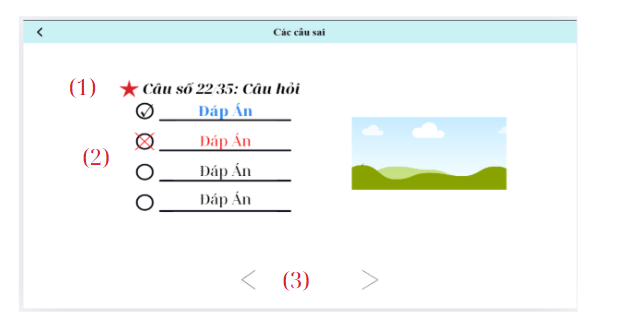 Các câu sai
(1) Câu số 22 35: Câu hỏi
Đáp Án
(2) Đáp Án
Đáp Án
Đáp Án
(3)